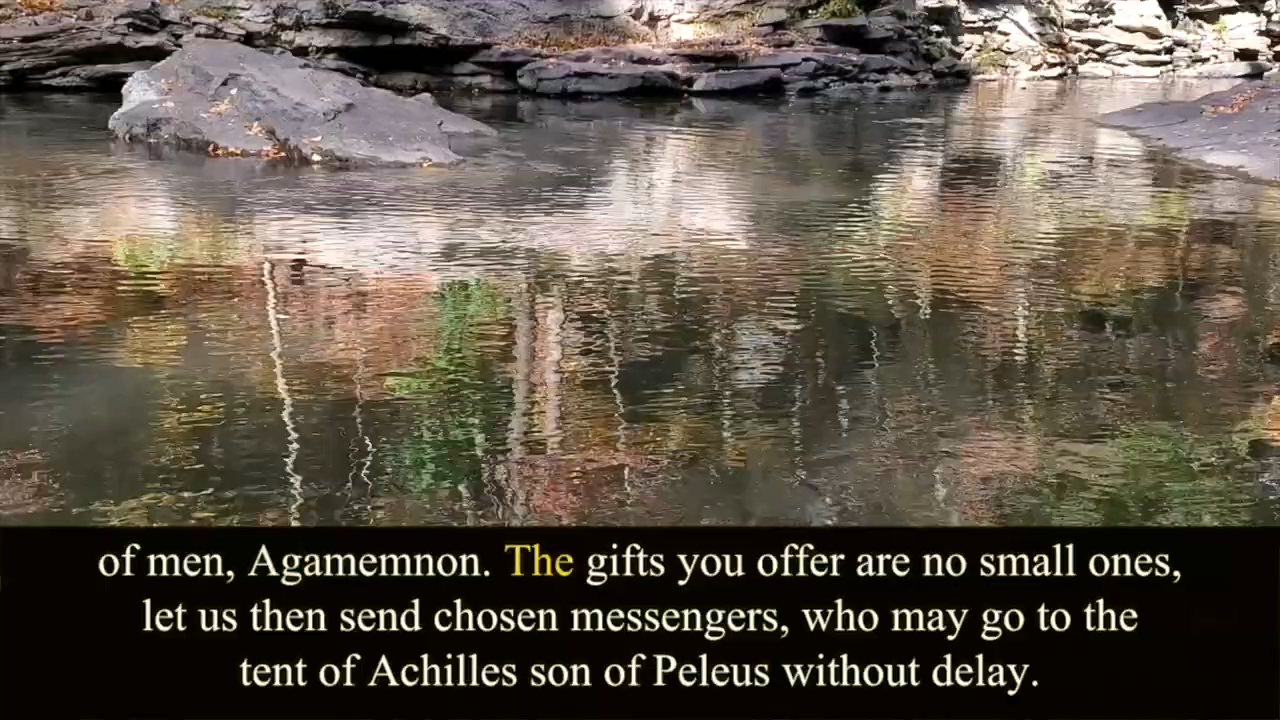 of men, Agamemnon. The gifts you offer are no small ones,
let us then send chosen messengers, who may go to the
tent of Achilles son of Peleus without delay.